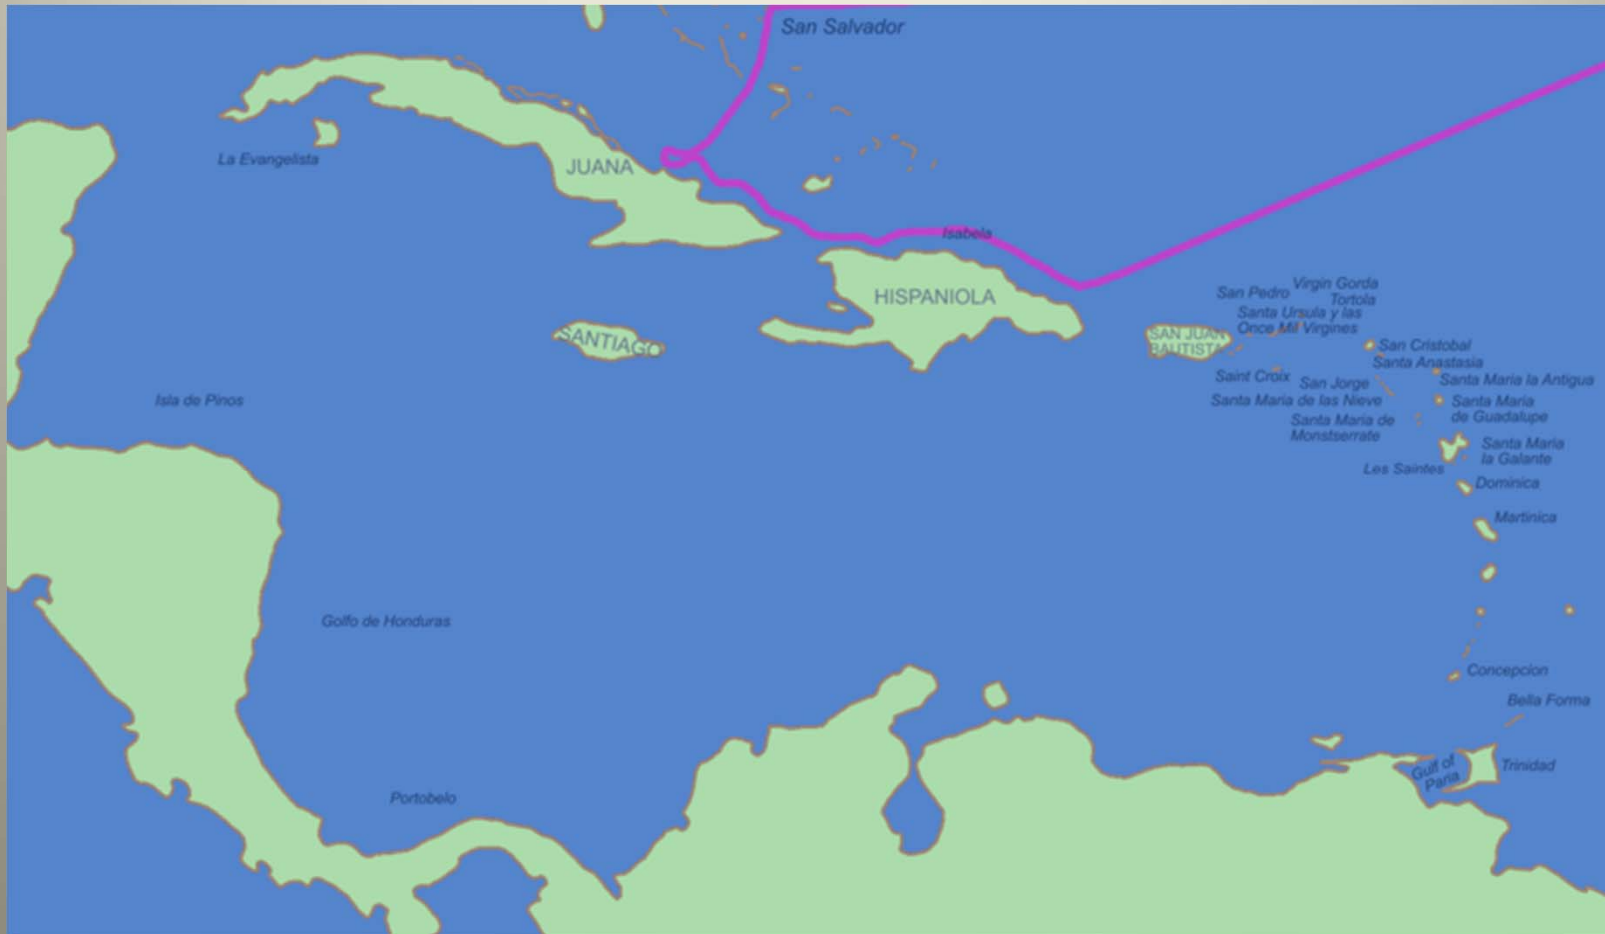 San Salvador
La Evangelista
JUANA
Isabela
HISPANIOLA
SANTIAGO
SAN JUAN
BAUTISTA
San Pedro
Virgin Gorda
Tortola
Santa Ursula y las
Once Mil Virgines
San Cristobal
Santa Anastasia
Saint Croix
San Jorge
Santa Maria la Antigua
Santa Maria de las Nieve
Santa Maria
de Guadalupe
Santa Maria de
Monstserrate
Santa Maria
la Galante
Les Saintes
Dominica
Martinica
Isla de Pinos
Golfo de Honduras
Concepcion
Bella Forma
Gulf of
Paria
Trinidad
Portobelo